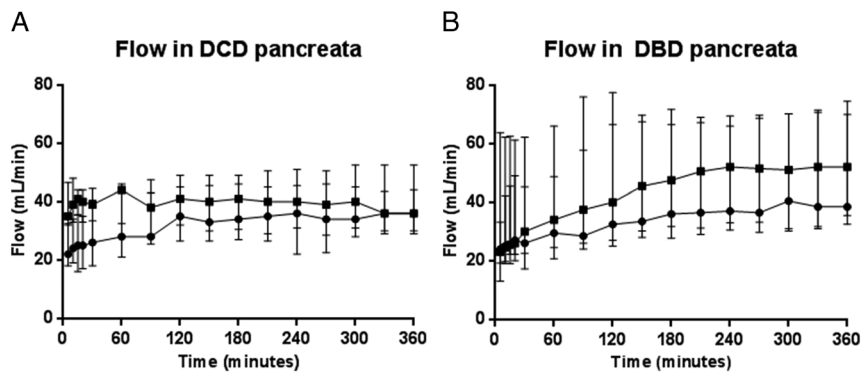 A
Flow in DCD pancreata
Flow (mL/min)
80
60
40
20
0
0 60 120 180 240 300 360
Time (minutes)
B
Flow in DBD pancreata
Flow (mL/min)
80
60
40
20
0
0 60 120 180 240 300 360
Time (minutes)